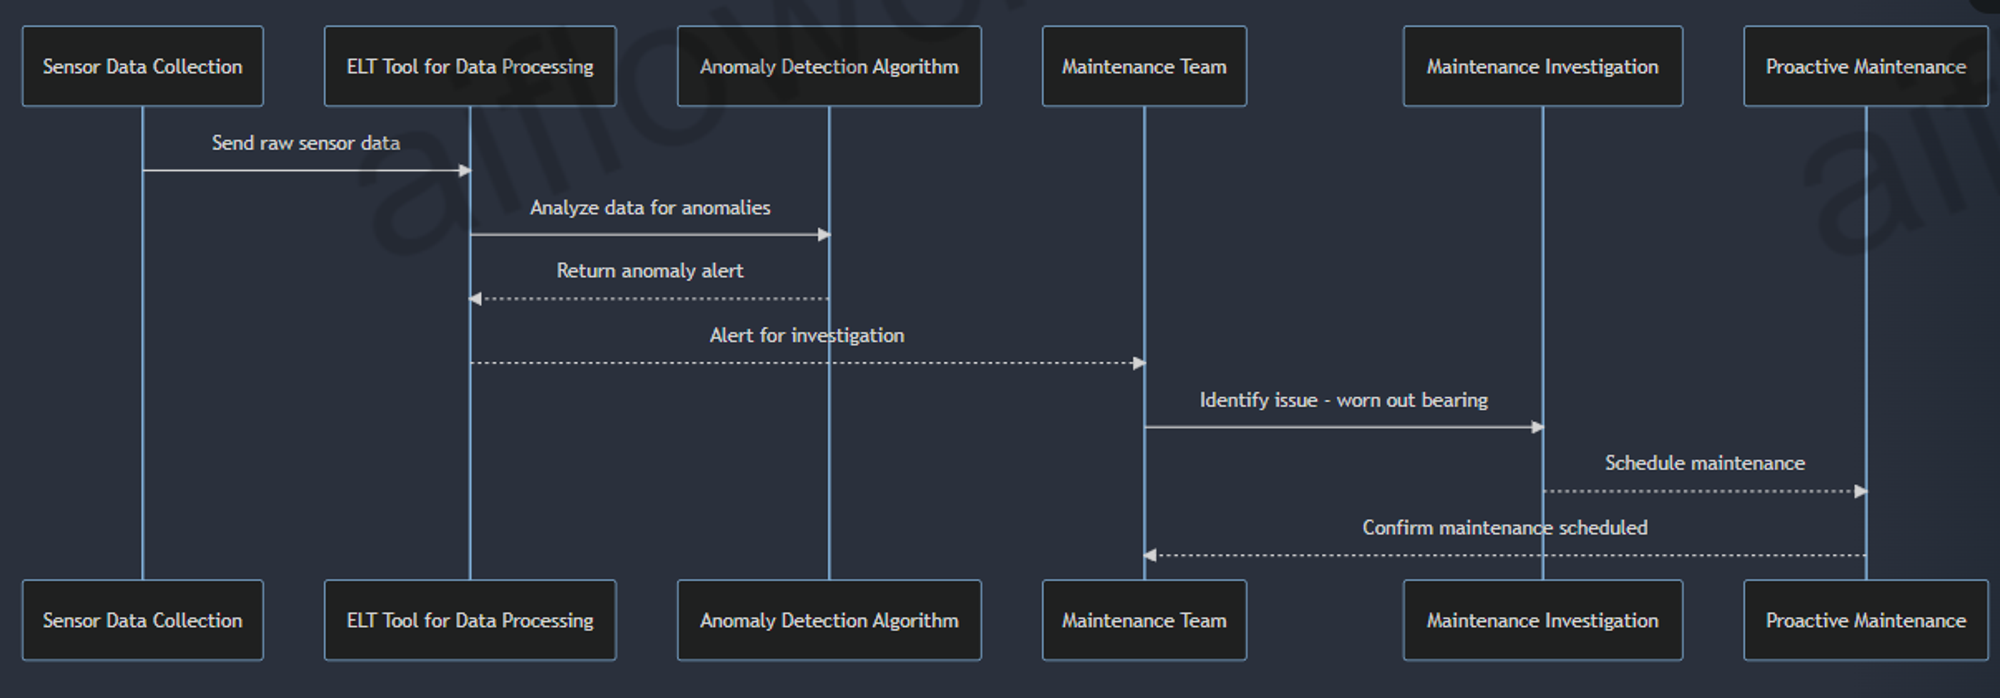 Sensor Data Collection
ELT Tool for Data Processing
Anomaly Detection Algorithm
Maintenance Team
Maintenance Investigation
Proactive Maintenance
Send raw sensor data
Analyze data for anomalies
Return anomaly alert
Alert for investigation
Identify issue - worn out bearing
Schedule maintenance
Confirm maintenance scheduled
Sensor Data Collection
ELT Tool for Data Processing
Anomaly Detection Algorithm
Maintenance Team
Maintenance Investigation
Proactive Maintenance